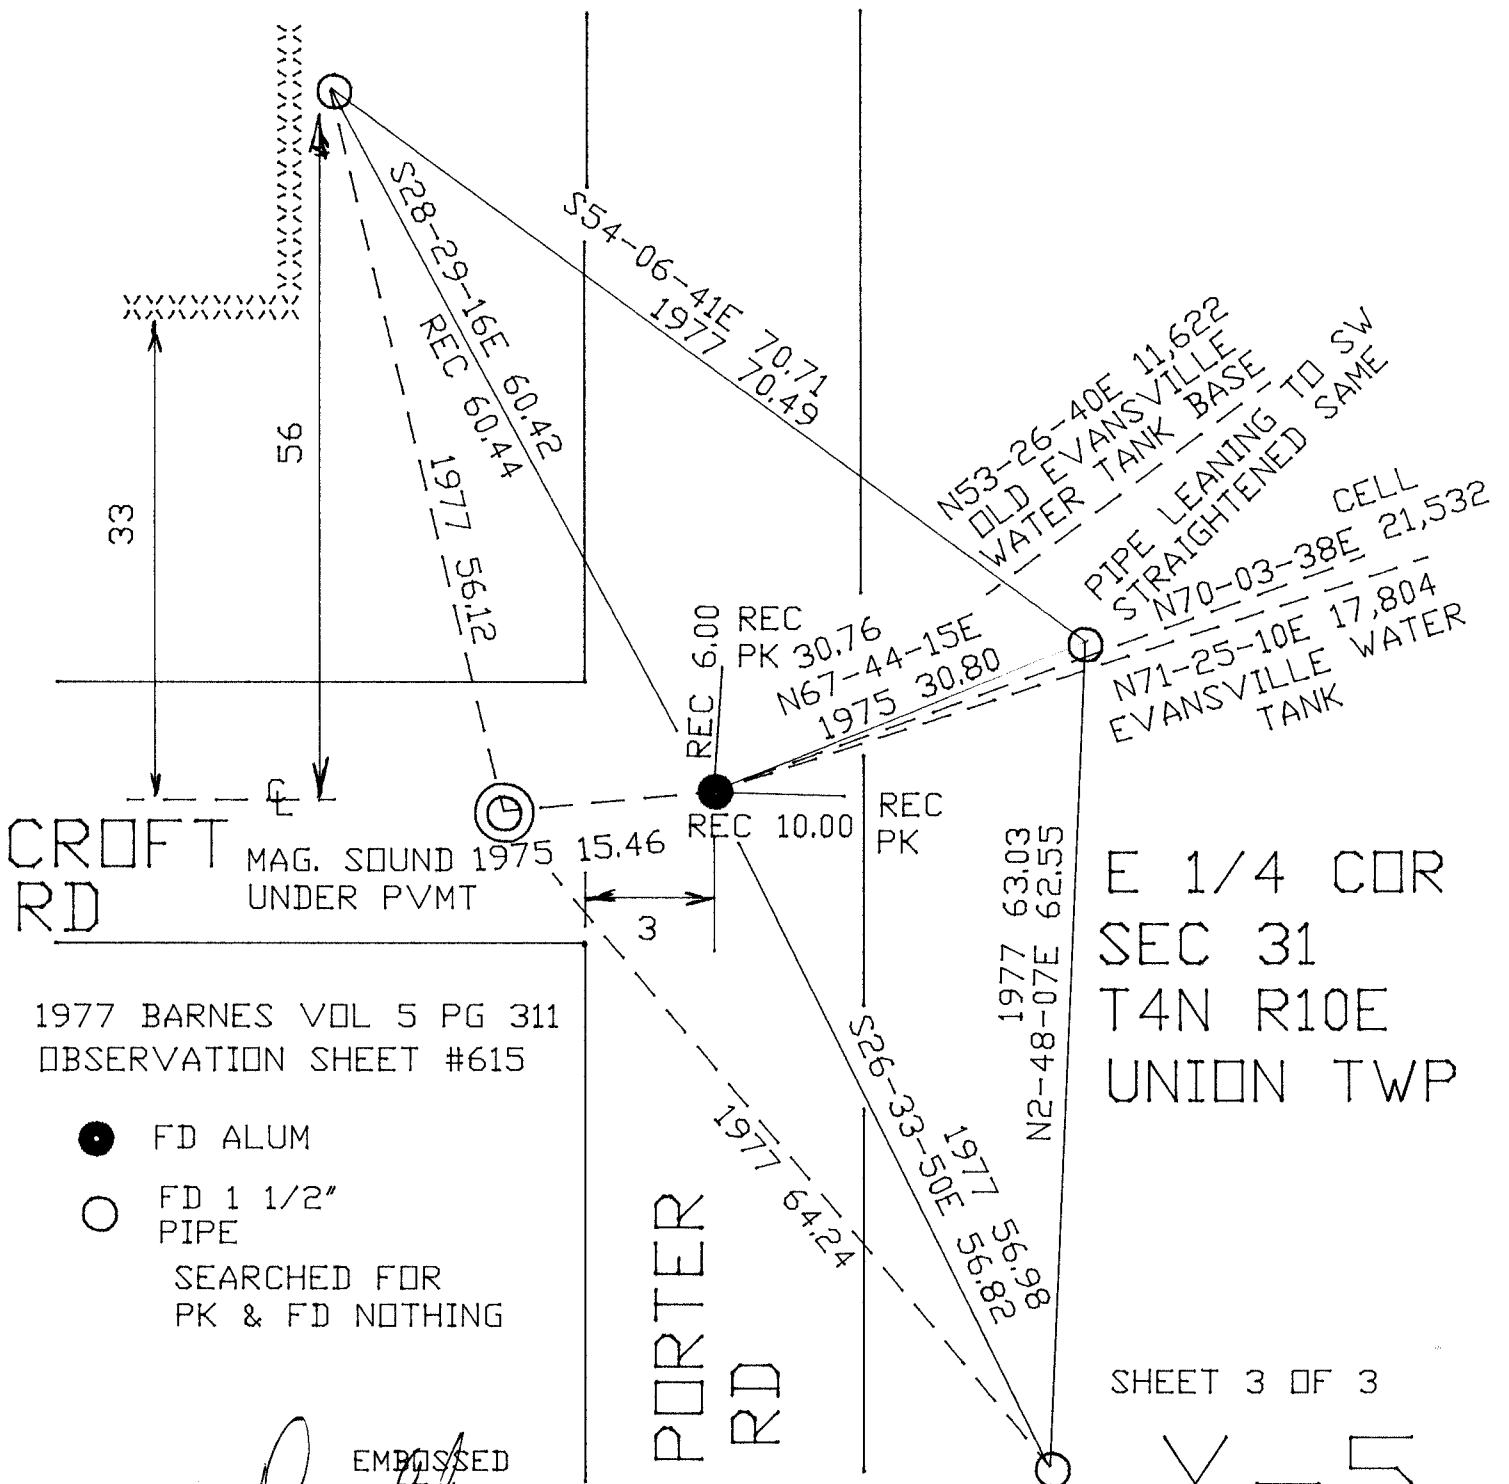 S28-29-16E 60.42
REC 60.44
S54-06-41E 70.71
1977 70.49
56
33
1977 56.12
N53-26-40E 11,622
OLD EVANSVILLE
WATER TANK BASE
PIPE LEANING TO SW
STRAIGHTENED SAME
CELL
N70-03-38E 21,532
N71-25-10E 17,804
EVANSVILLE WATER
TANK
REC 6.00
REC
PK
30.76
N67-44-15E
1975 30.80
CL
CROFT
RD
MAG. SOUND
UNDER PVMT
1975 15.46
REC 10.00
REC
PK
3
1977 63.03
N2-48-07E 62.55
E 1/4 COR
SEC 31
T4N R10E
UNION TWP
1977 BARNES VOL 5 PG 311
OBSERVATION SHEET #615
FD ALUM
FD 1 1/2"
PIPE
SEARCHED FOR
PK & FD NOTHING
1977 64.24
1977 56.98
S26-33-50E 56.82
PORTER
RD
SHEET 3 OF 3
EMBOSSED